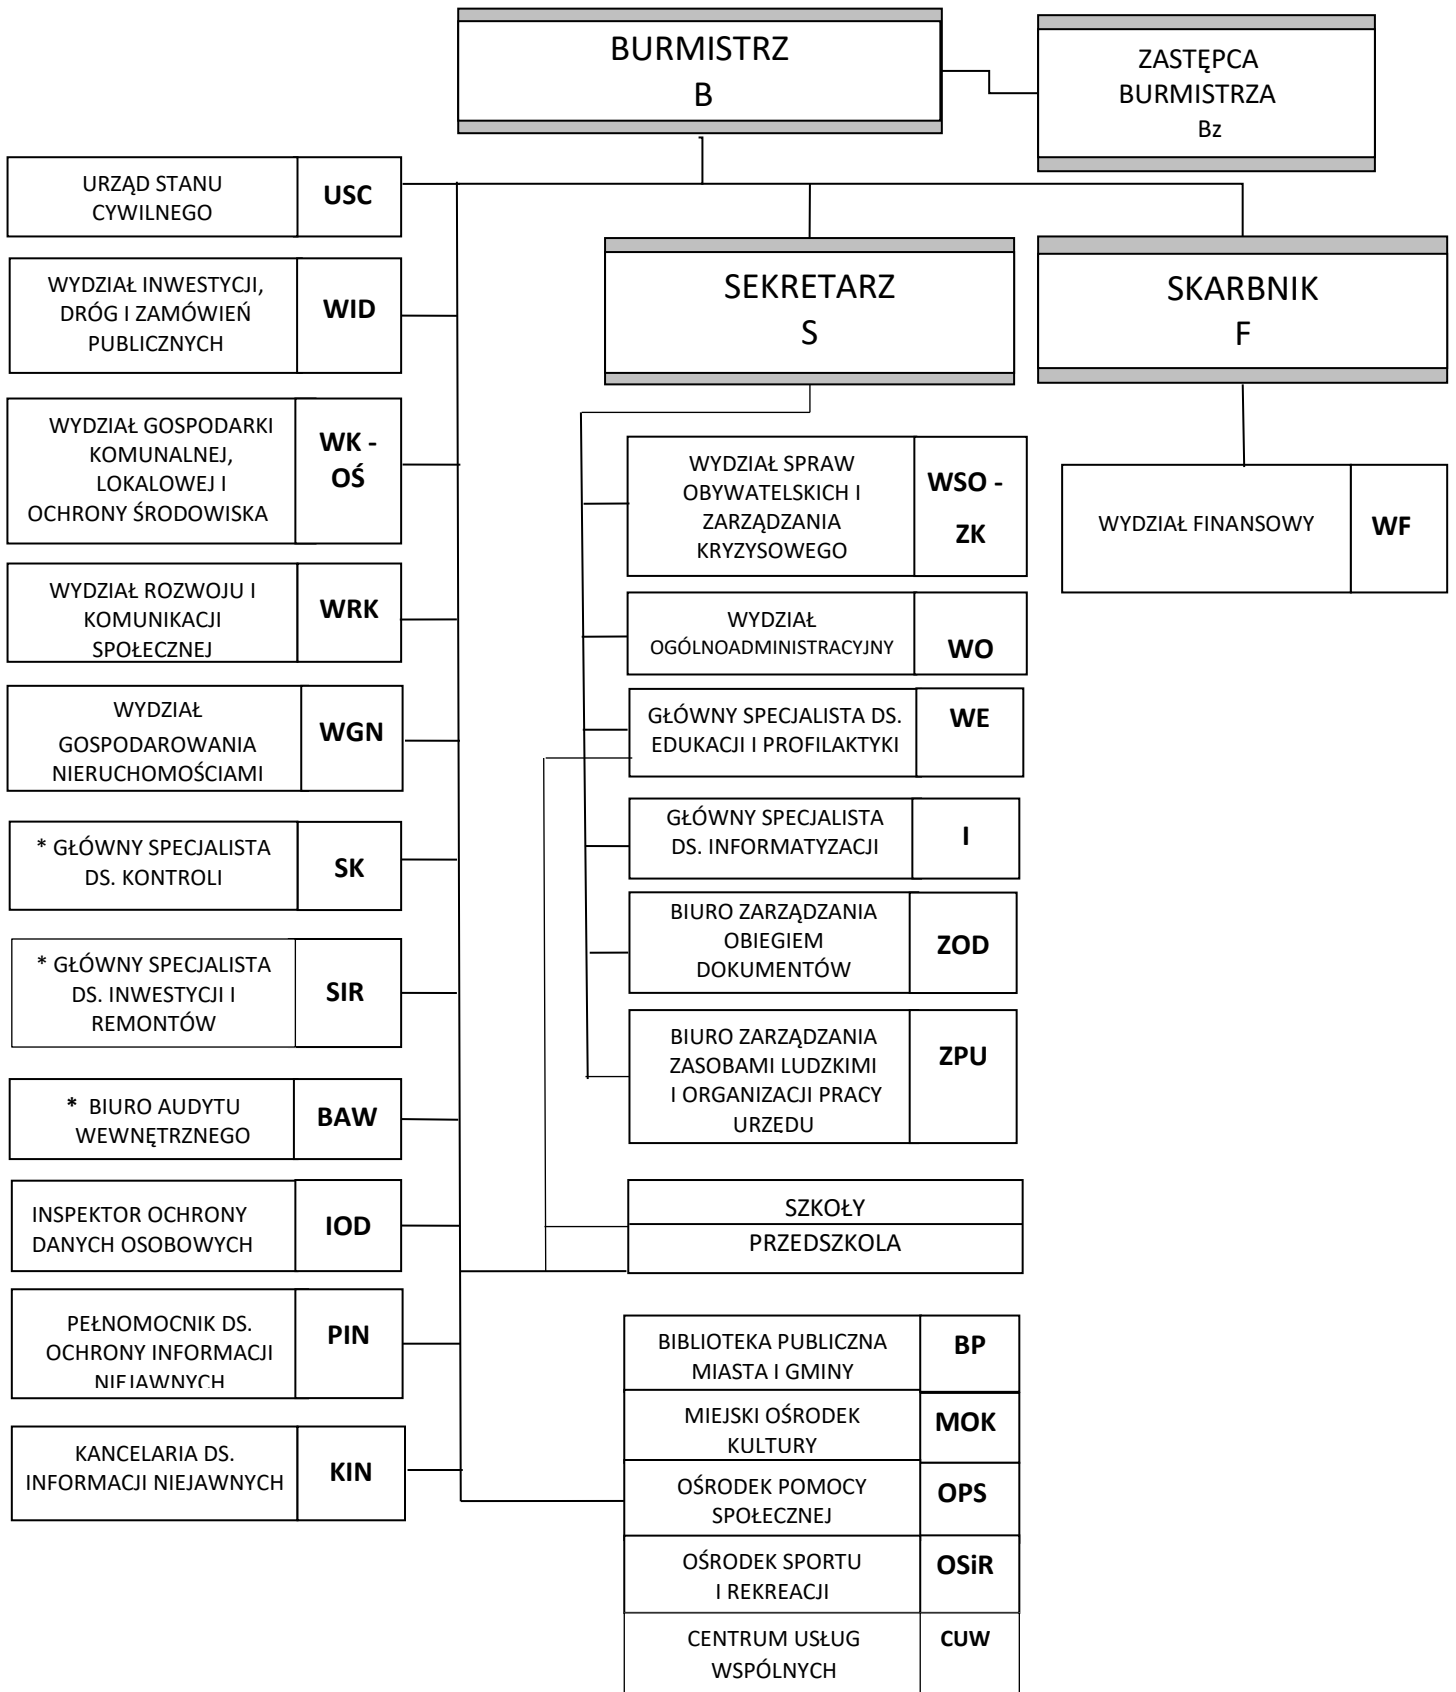 BURMISTRZ
B
ZASTĘPCA
BURMISTRZA
Bz
URZĄD STANU
CYWILNEGO
USC
WYDZIAŁ INWESTYCJI,
DRÓG I ZAMÓWIEŃ
PUBLICZNYCH
WID
WYDZIAŁ GOSPODARKI
KOMUNALNEJ,
LOKALOWEJ I
OCHRONY ŚRODOWISKA
WK -
OŚ
WYDZIAŁ ROZWOJU I
KOMUNIKACJI
SPOŁECZNEJ
WRK
WYDZIAŁ
GOSPODAROWANIA
NIERUCHOMOŚCIAMI
WGN
* GŁÓWNY SPECJALISTA
DS. KONTROLI
SK
* GŁÓWNY SPECJALISTA
DS. INWESTYCJI I
REMONTÓW
SIR
* BIURO AUDYTU
WEWNĘTRZNEGO
BAW
INSPEKTOR OCHRONY
DANYCH OSOBOWYCH
IOD
PEŁNOMOCNIK DS.
OCHRONY INFORMACJI
NIEJAWNYCH
PIN
KANCELARIA DS.
INFORMACJI NIEJAWNYCH
KIN
SEKRETARZ
S
WYDZIAŁ SPRAW
OBYWATELSKICH I
ZARZĄDZANIA
KRYZYSOWEGO
WSO -
ZK
WYDZIAŁ
OGÓLNOADMINISTRACYJNY
WO
GŁÓWNY SPECJALISTA DS.
EDUKACJI I PROFILAKTYKI
WE
GŁÓWNY SPECJALISTA
DS. INFORMATYZACJI
I
BIURO ZARZĄDZANIA
OBIEGIEM
DOKUMENTÓW
ZOD
BIURO ZARZĄDZANIA
ZASOBAMI LUDZKIMI
I ORGANIZACJI PRACY
URZĘDU
ZPU
SZKOŁY
PRZEDSZKOLA
BIBLIOTEKA PUBLICZNA
MIASTA I GMINY
BP
MIEJSKI OŚRODEK
KULTURY
MOK
OŚRODEK POMOCY
SPOŁECZNEJ
OPS
OŚRODEK SPORTU
I REKREACJI
OSiR
CENTRUM USŁUG
WSPÓLNYCH
CUW
SKARBNIK
F
WYDZIAŁ FINANSOWY
WF